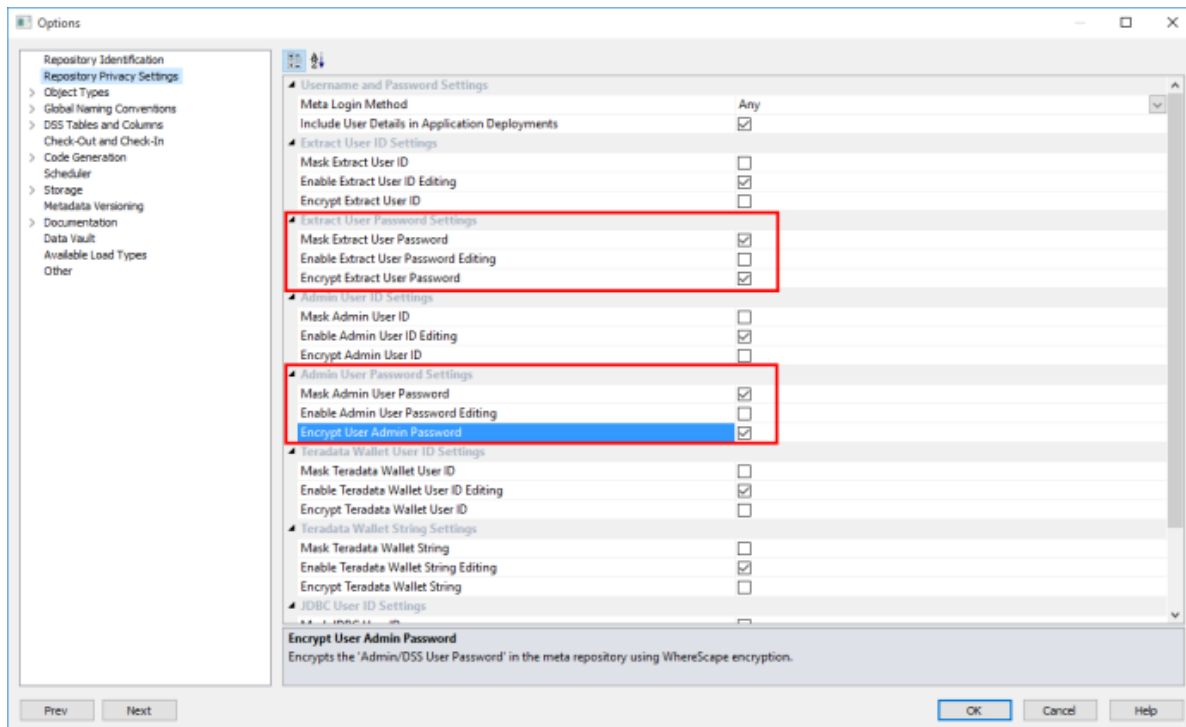 Options
Repository Identification
Repository Privacy Settings
Object Types
Global Naming Conventions
DSS Tables and Columns
Check-Out and Check-In
Code Generation
Scheduler
Storage
Metadata Versioning
Documentation
Data Vault
Available Load Types
Other
Username and Password Settings
Meta Login Method Any
Include User Details in Application Deployments
Extract User ID Settings
Mask Extract User ID
Enable Extract User ID Editing
Encrypt Extract User ID
Extract User Password Settings
Mask Extract User Password
Enable Extract User Password Editing
Encrypt Extract User Password
Admin User ID Settings
Mask Admin User ID
Enable Admin User ID Editing
Encrypt Admin User ID
Admin User Password Settings
Mask Admin User Password
Enable Admin User Password Editing
Encrypt User Admin Password
Teradata Wallet User ID Settings
Mask Teradata Wallet User ID
Enable Teradata Wallet User ID Editing
Encrypt Teradata Wallet User ID
Teradata Wallet String Settings
Mask Teradata Wallet String
Enable Teradata Wallet String Editing
Encrypt Teradata Wallet String
JDBC User ID Settings
Encrypt User Admin Password
Encrypts the 'Admin/DSS User Password' in the meta repository using WhereScape encryption.
Prev Next OK Cancel Help